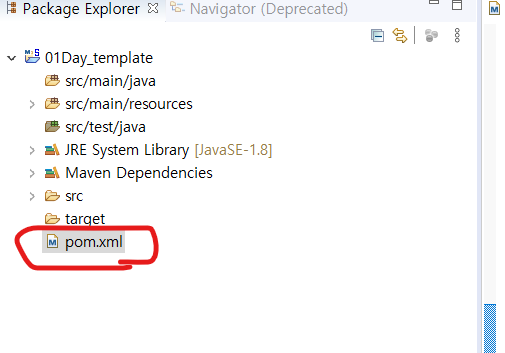 Package Explorer Navigator (Deprecated)
01Day_template
src/main/java
src/main/resources
src/test/java
JRE System Library [JavaSE-1.8]
Maven Dependencies
src
target
pom.xml